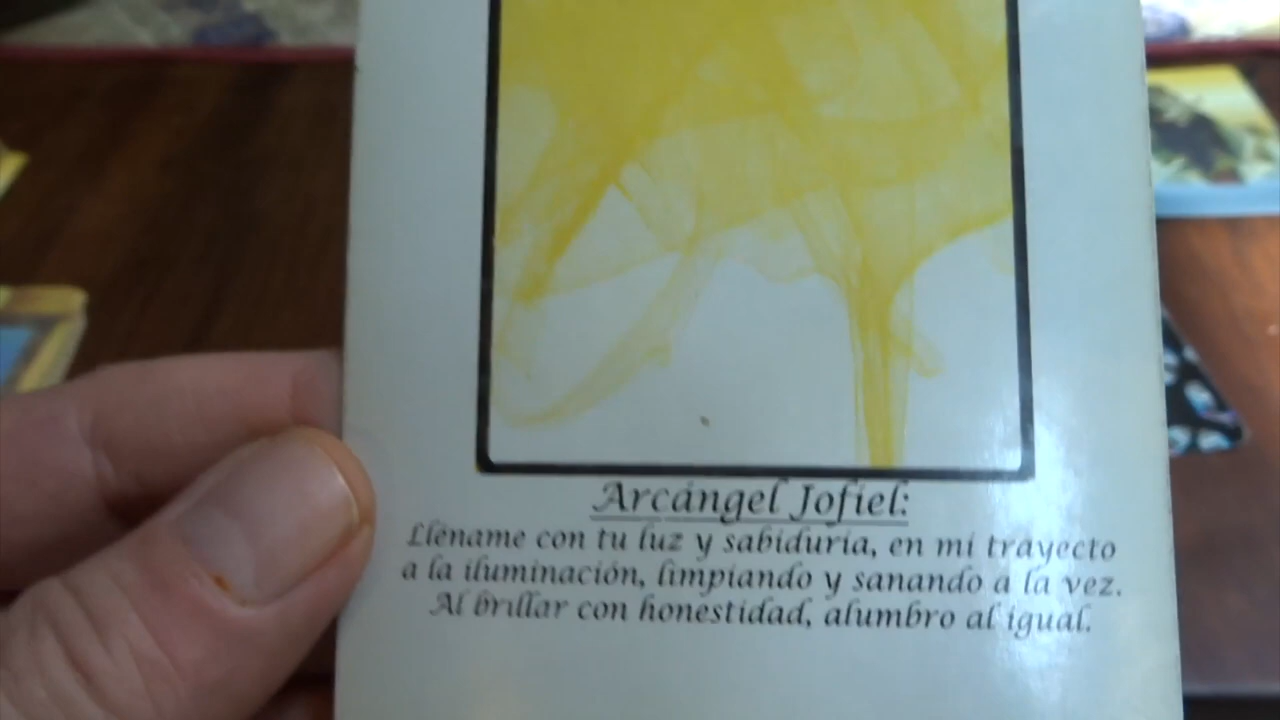 Arcángel Jofiel:
Lléname con tu luz y sabiduría, en mi trayecto
a la iluminación, limpiando y sanando a la vez.
Al brillar con honestidad, alumbro al igual.